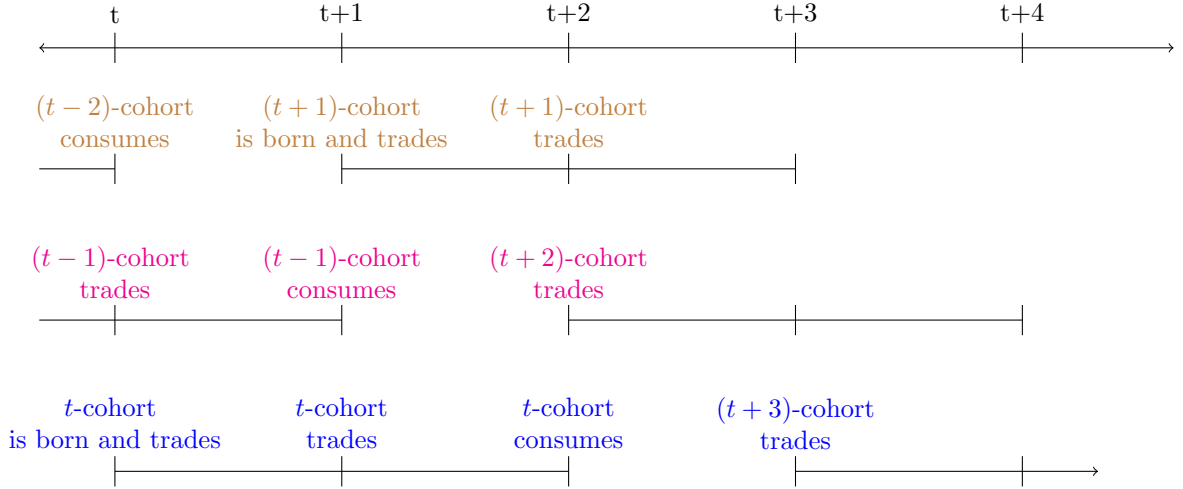 t t+1 t+2 t+3 t+4
(t − 2)-cohort (t + 1)-cohort (t + 1)-cohort
consumes is born and trades trades
(t − 1)-cohort (t − 1)-cohort (t + 2)-cohort
trades consumes trades
t-cohort t-cohort t-cohort (t + 3)-cohort
is born and trades trades consumes trades